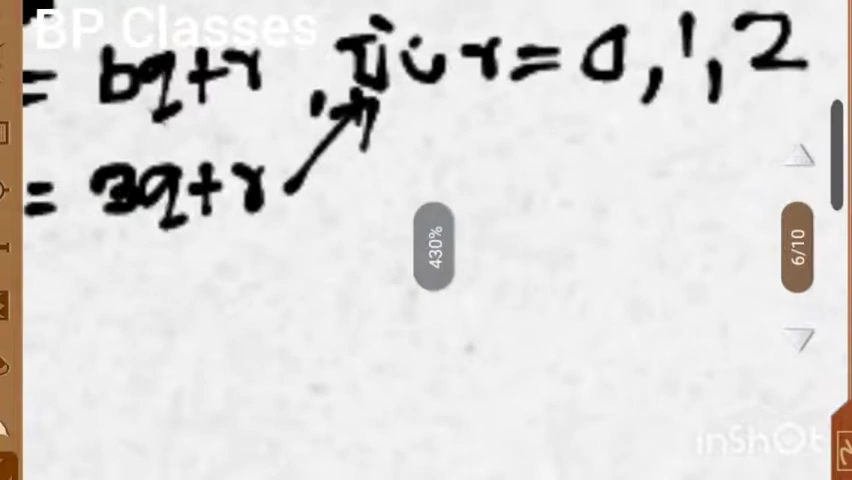 BP Classes
= bq+r r = 0, 1, 2
= 3q+r
430%
6/10
inShOt